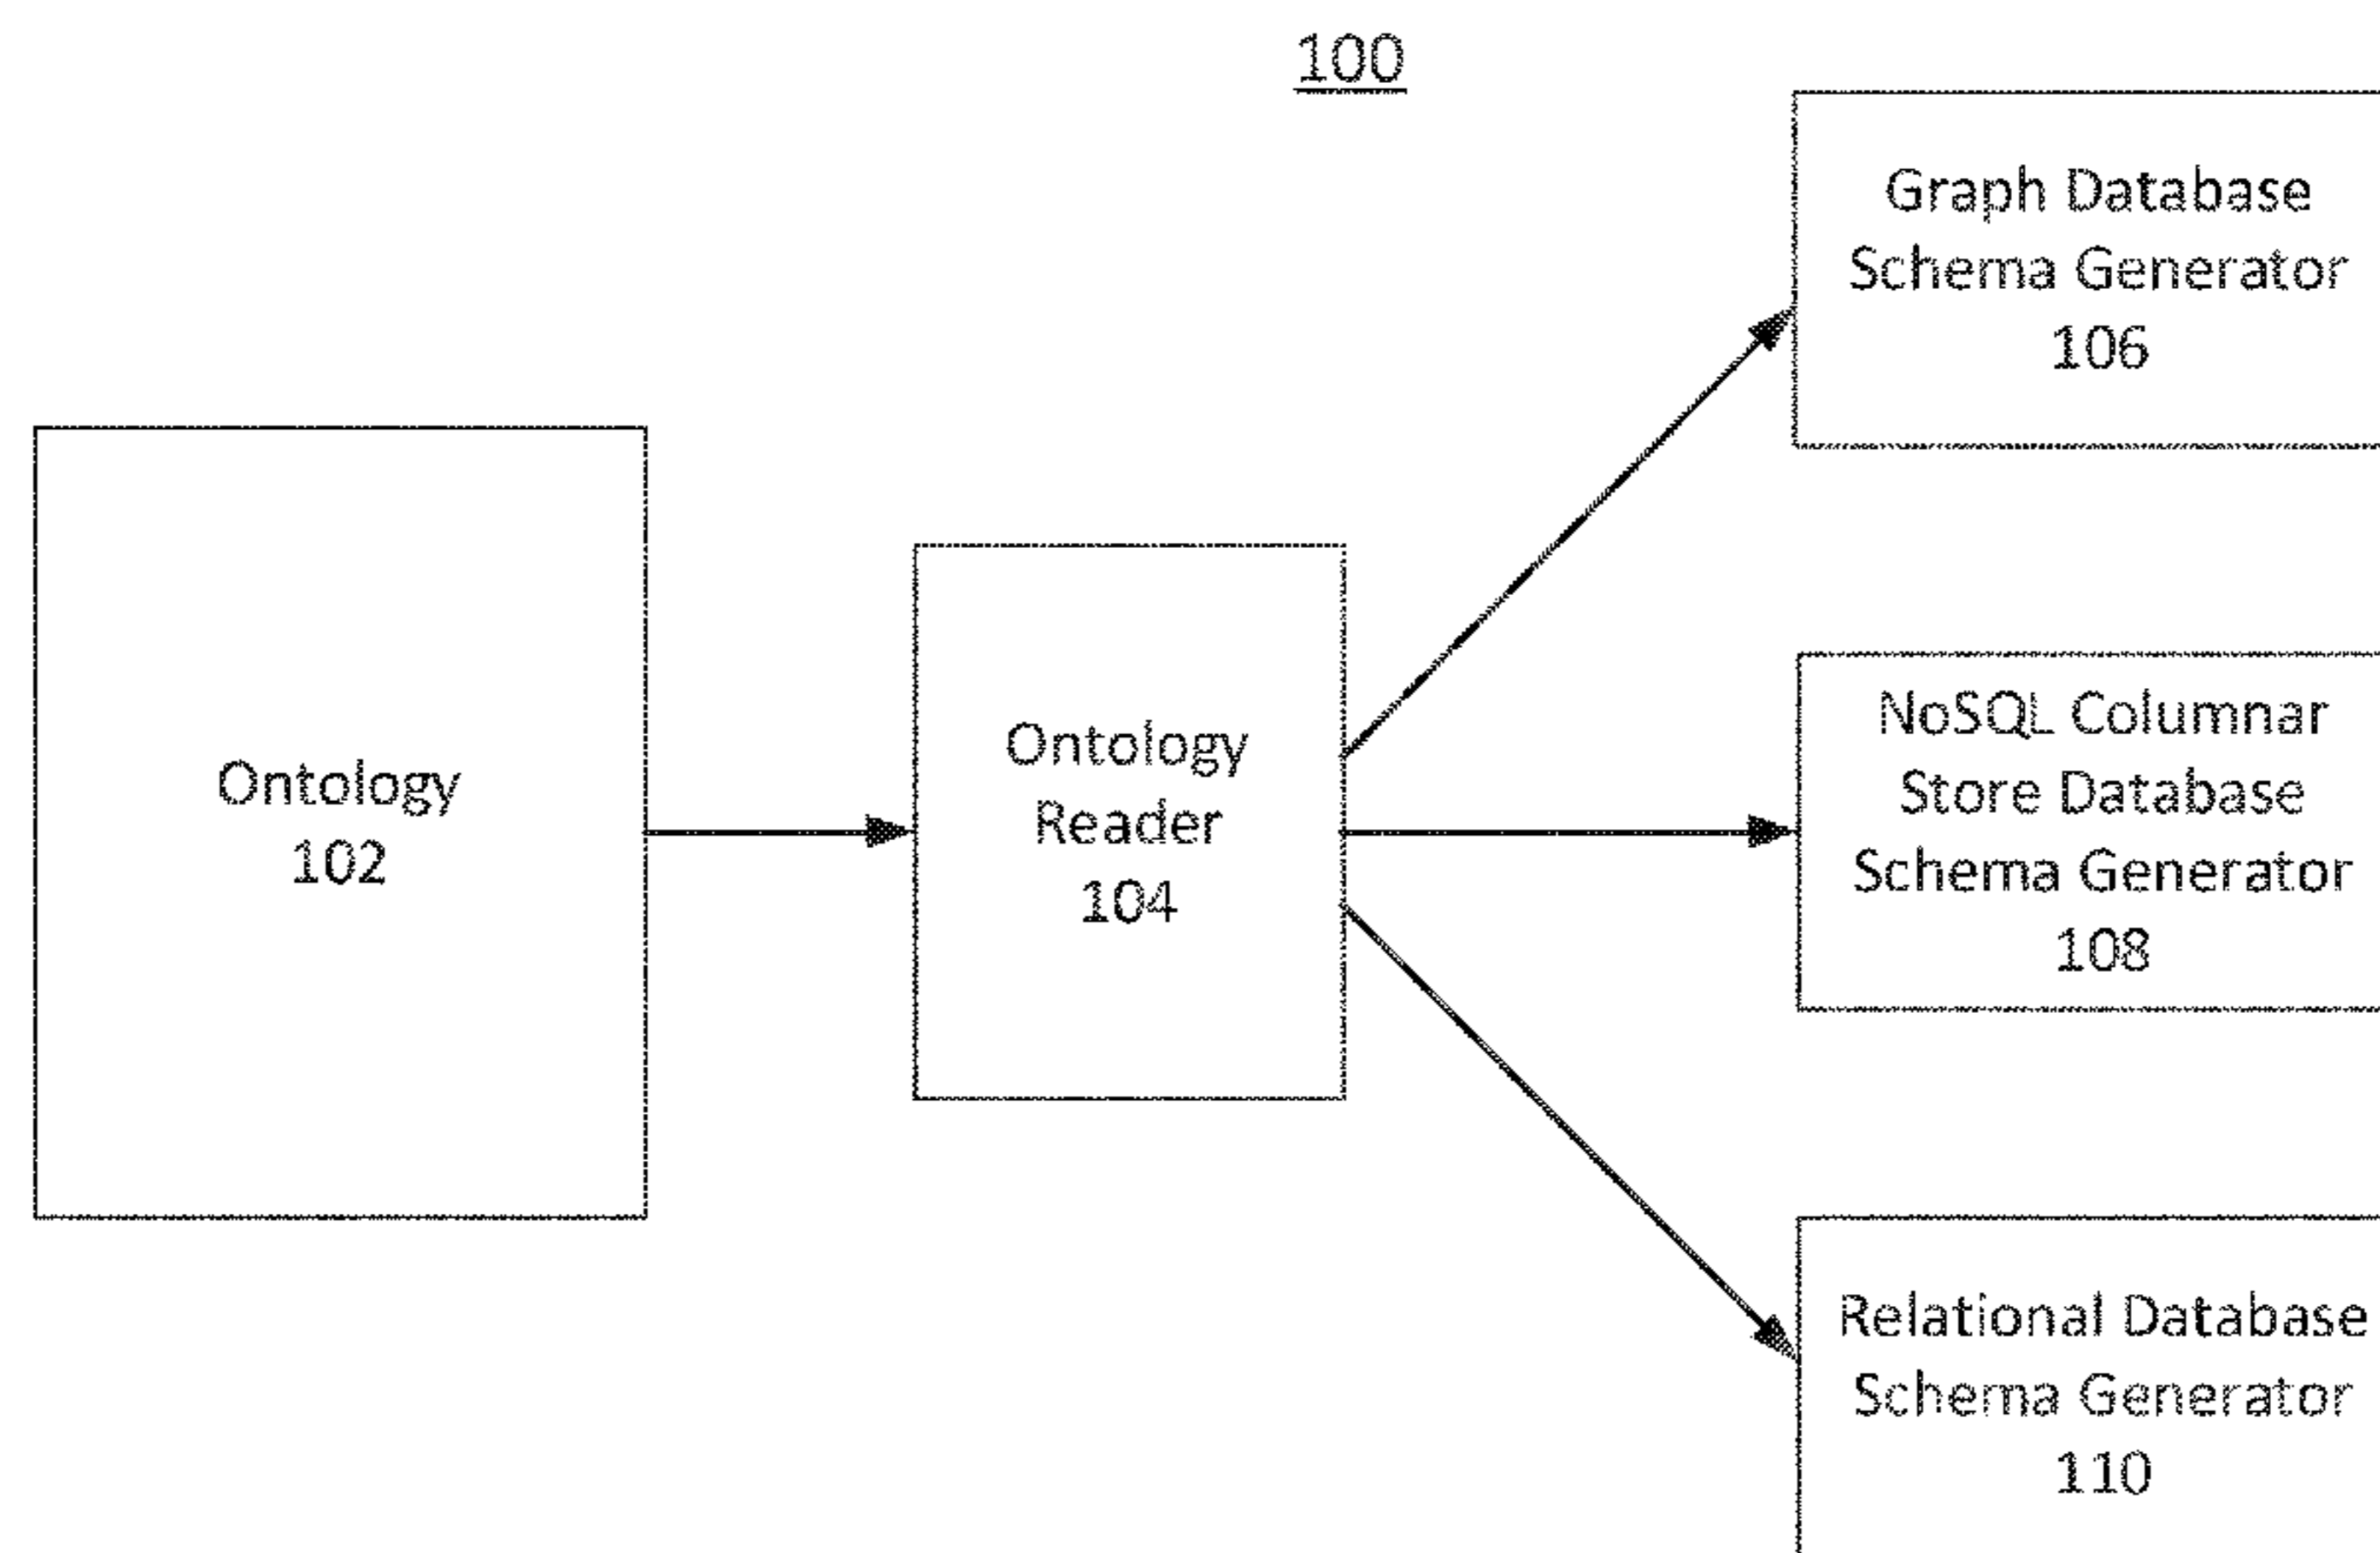 100
Graph Database
Schema Generator
106
Ontology
102
Ontology
Reader
104
NoSQL Columnar
Store Database
Schema Generator
108
Relational Database
Schema Generator
110